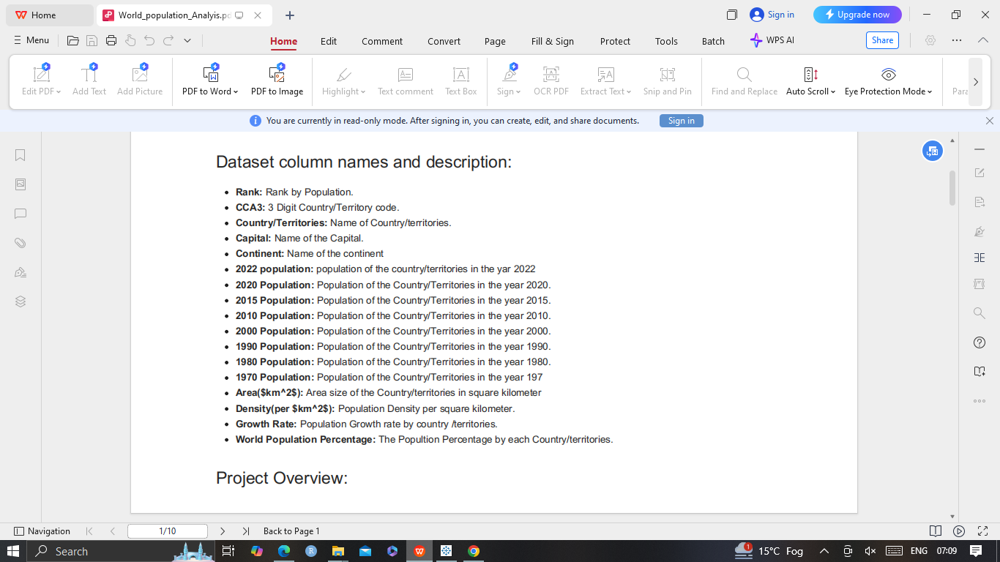 Home
World_population_Analyis.pd
Sign in
Upgrade now
Menu
Home
Edit
Comment
Convert
Page
Fill & Sign
Protect
Tools
Batch
WPS AI
Share
Edit PDF
Add Text
Add Picture
PDF to Word
PDF to Image
Highlight
Text comment
Text Box
Sign
OCR PDF
Extract Text
Snip and Pin
Find and Replace
Auto Scroll
Eye Protection Mode
Para
You are currently in read-only mode. After signing in, you can create, edit, and share documents.
Sign in
Dataset column names and description:
• Rank: Rank by Population.
• CCA3: 3 Digit Country/Territory code.
• Country/Territories: Name of Country/territories.
• Capital: Name of the Capital.
• Continent: Name of the continent
• 2022 population: population of the country/territories in the yar 2022
• 2020 Population: Population of the Country/Territories in the year 2020.
• 2015 Population: Population of the Country/Territories in the year 2015.
• 2010 Population: Population of the Country/Territories in the year 2010.
• 2000 Population: Population of the Country/Territories in the year 2000.
• 1990 Population: Population of the Country/Territories in the year 1990.
• 1980 Population: Population of the Country/Territories in the year 1980.
• 1970 Population: Population of the Country/Territories in the year 197
• Area($km^2$): Area size of the Country/territories in square kilometer
• Density(per $km^2$): Population Density per square kilometer.
• Growth Rate: Population Growth rate by country /territories.
• World Population Percentage: The Popultion Percentage by each Country/territories.
Project Overview:
Navigation
1/10
Back to Page 1
Search
1
15°C Fog
ENG
07:09